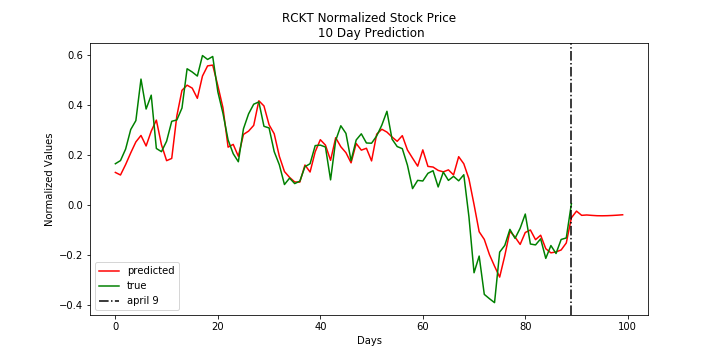 RCKT Normalized Stock Price
10 Day Prediction
Normalized Values
0.6
0.4
0.2
0.0
−0.2
−0.4
predicted
true
april 9
0
20
40
60
80
100
Days